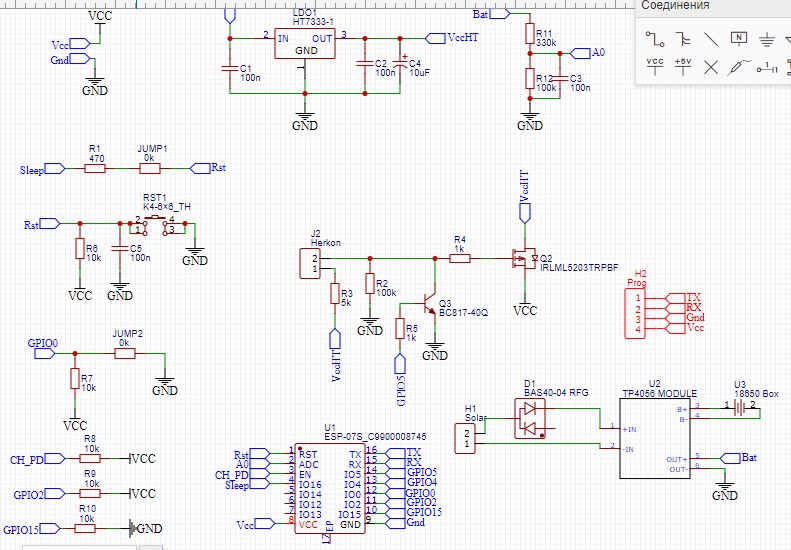 Соединения
VCC
Vcc
Gnd
GND
LDO1
HT7333-1
2 IN OUT 3
GND
1
VccHT
C1
100n
C2
100n
C4
10uF
GND
Bat
R11
330k
A0
R12
100k
C3
100n
GND
N
VCC +5V
R1
470
JUMP1
0k
Sleep
Rst
RST1
K4-6×6_TH
Rst
2 4
1 3
R6
10k
C5
100n
GND
VCC
GND
J2
Herkon
2
1
R3
5k
VccHT
R2
100k
GND
R4
1k
Q3
BC817-40Q
R5
1k
GPIO5
GND
VccHT
Q2
IRLML5203TRPBF
VCC
H2
Prog
1 TX
2 RX
3 Gnd
4 Vcc
GPIO0
JUMP2
0k
R7
10k
GND
VCC
R8
10k
CH_PD
VCC
R9
10k
GPIO2
VCC
R10
10k
GPIO15
GND
U1
ESP-07S_C9900008745
Rst 1 RST TX 16 TX
A0 2 ADC RX 15 RX
CH_PD 3 EN IO5 14 GPIO5
Sleep 4 IO16 IO4 13 GPIO4
5 IO14 IO0 12 GPIO0
6 IO12 IO2 11 GPIO2
7 IO13 IO15 10 GPIO15
Vcc 8 VCC GND 9 Gnd
17 EP
H1
Solar
2
1
D1
BAS40-04 RFG
U2
TP4056 MODULE
1 +IN
2 -IN
B+ 3
B- 4
OUT+ 5
OUT- 6
U3
18650 Box
1 2
Bat
GND